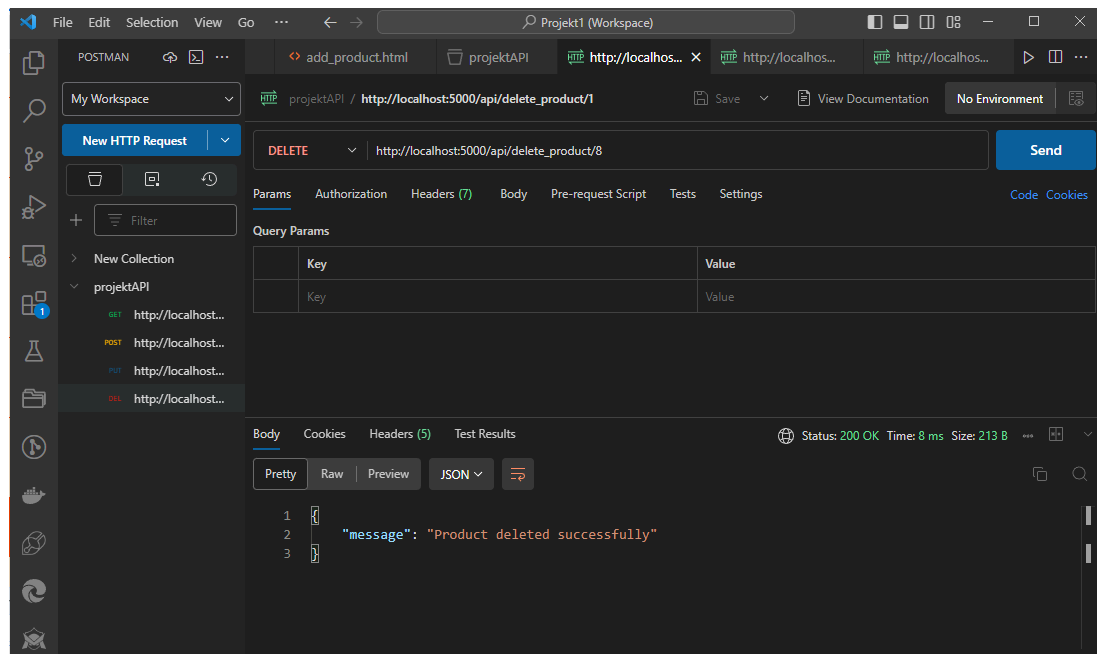 File Edit Selection View Go ··· Projekt1 (Workspace)
POSTMAN ··· <> add_product.html projektAPI HTTP http://localhos... HTTP http://localhos... HTTP http://localhos... ···
My Workspace HTTP projektAPI / http://localhost:5000/api/delete_product/1 Save View Documentation No Environment
New HTTP Request DELETE http://localhost:5000/api/delete_product/8 Send
Params Authorization Headers (7) Body Pre-request Script Tests Settings Code Cookies
Filter Query Params
New Collection Key Value
projektAPI Key Value
1
GET http://localhost...
POST http://localhost...
PUT http://localhost...
DEL http://localhost...
Body Cookies Headers (5) Test Results Status: 200 OK Time: 8 ms Size: 213 B ···
Pretty Raw Preview JSON
1 {
2 "message": "Product deleted successfully"
3 }